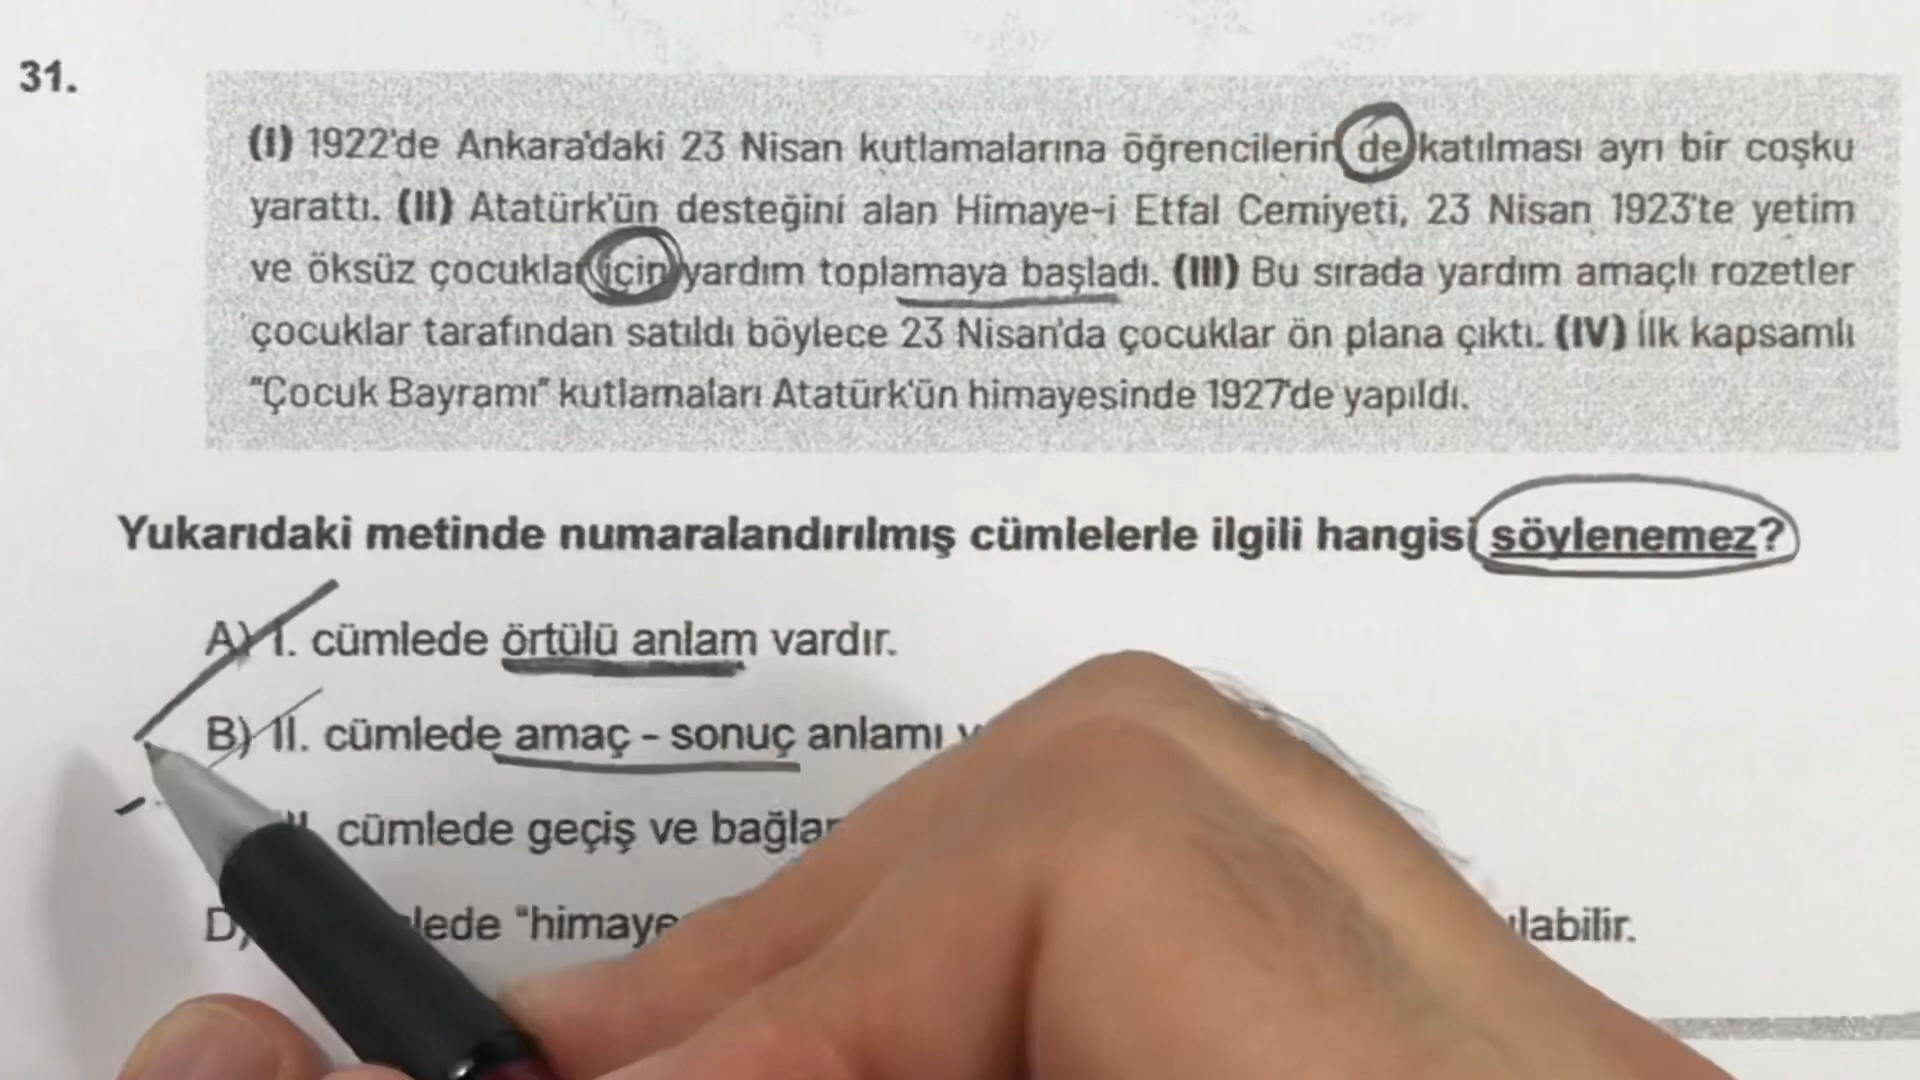 31.
(I) 1922'de Ankara'daki 23 Nisan kutlamalarına öğrencilerin de katılması ayrı bir coşku
yarattı. (II) Atatürk'ün desteğini alan Himaye-i Etfal Cemiyeti, 23 Nisan 1923'te yetim
ve öksüz çocuklar için yardım toplamaya başladı. (III) Bu sırada yardım amaçlı rozetler
çocuklar tarafından satıldı böylece 23 Nisan'da çocuklar ön plana çıktı. (IV) İlk kapsamlı
"Çocuk Bayramı" kutlamaları Atatürk'ün himayesinde 1927'de yapıldı.
Yukarıdaki metinde numaralandırılmış cümlelerle ilgili hangisi söylenemez?
A) I. cümlede örtülü anlam vardır.
B) II. cümlede amaç - sonuç anlamı
cümlede geçiş ve
D)